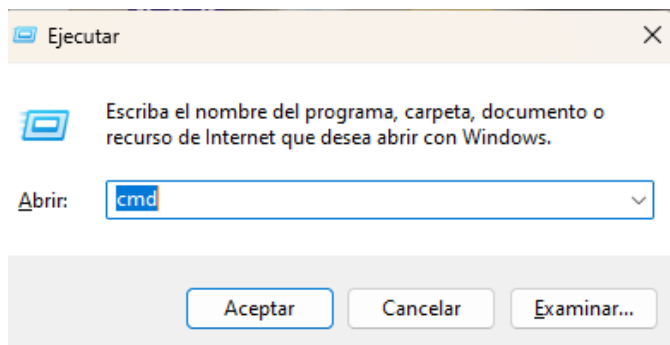 Ejecutar
Escriba el nombre del programa, carpeta, documento o
recurso de Internet que desea abrir con Windows.
Abrir:
cmd
Aceptar
Cancelar
Examinar...